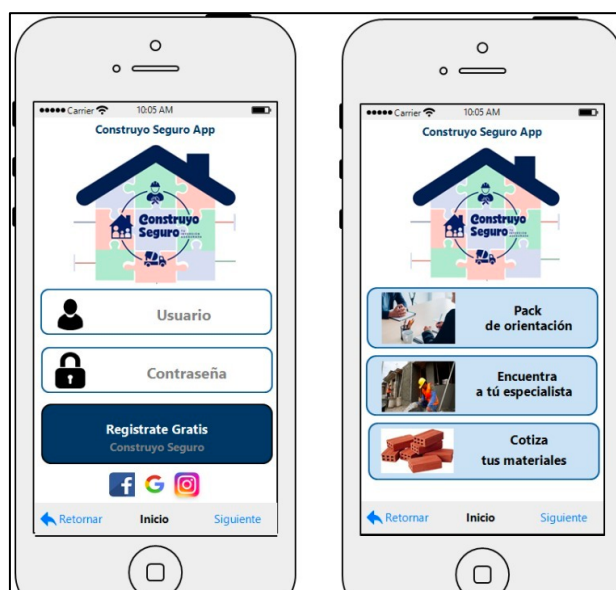 Carrier 10:05 AM
Construyo Seguro App
Construyo
Seguro
Usuario
Contraseña
Registrate Gratis
Construyo Seguro
Retornar Inicio Siguiente
Carrier 10:05 AM
Construyo Seguro App
Construyo
Seguro
Pack
de orientación
Encuentra
a tú especialista
Cotiza
tus materiales
Retornar Inicio Siguiente